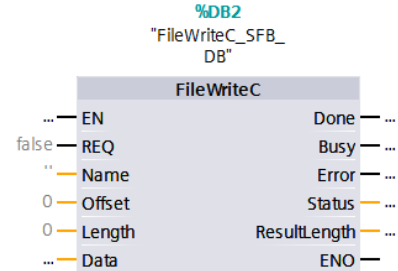 %DB2
"FileWriteC_SFB_
DB"
FileWriteC
... EN Done ...
false REQ Busy ...
'' Name Error ...
0 Offset Status ...
0 Length ResultLength ...
... Data ENO